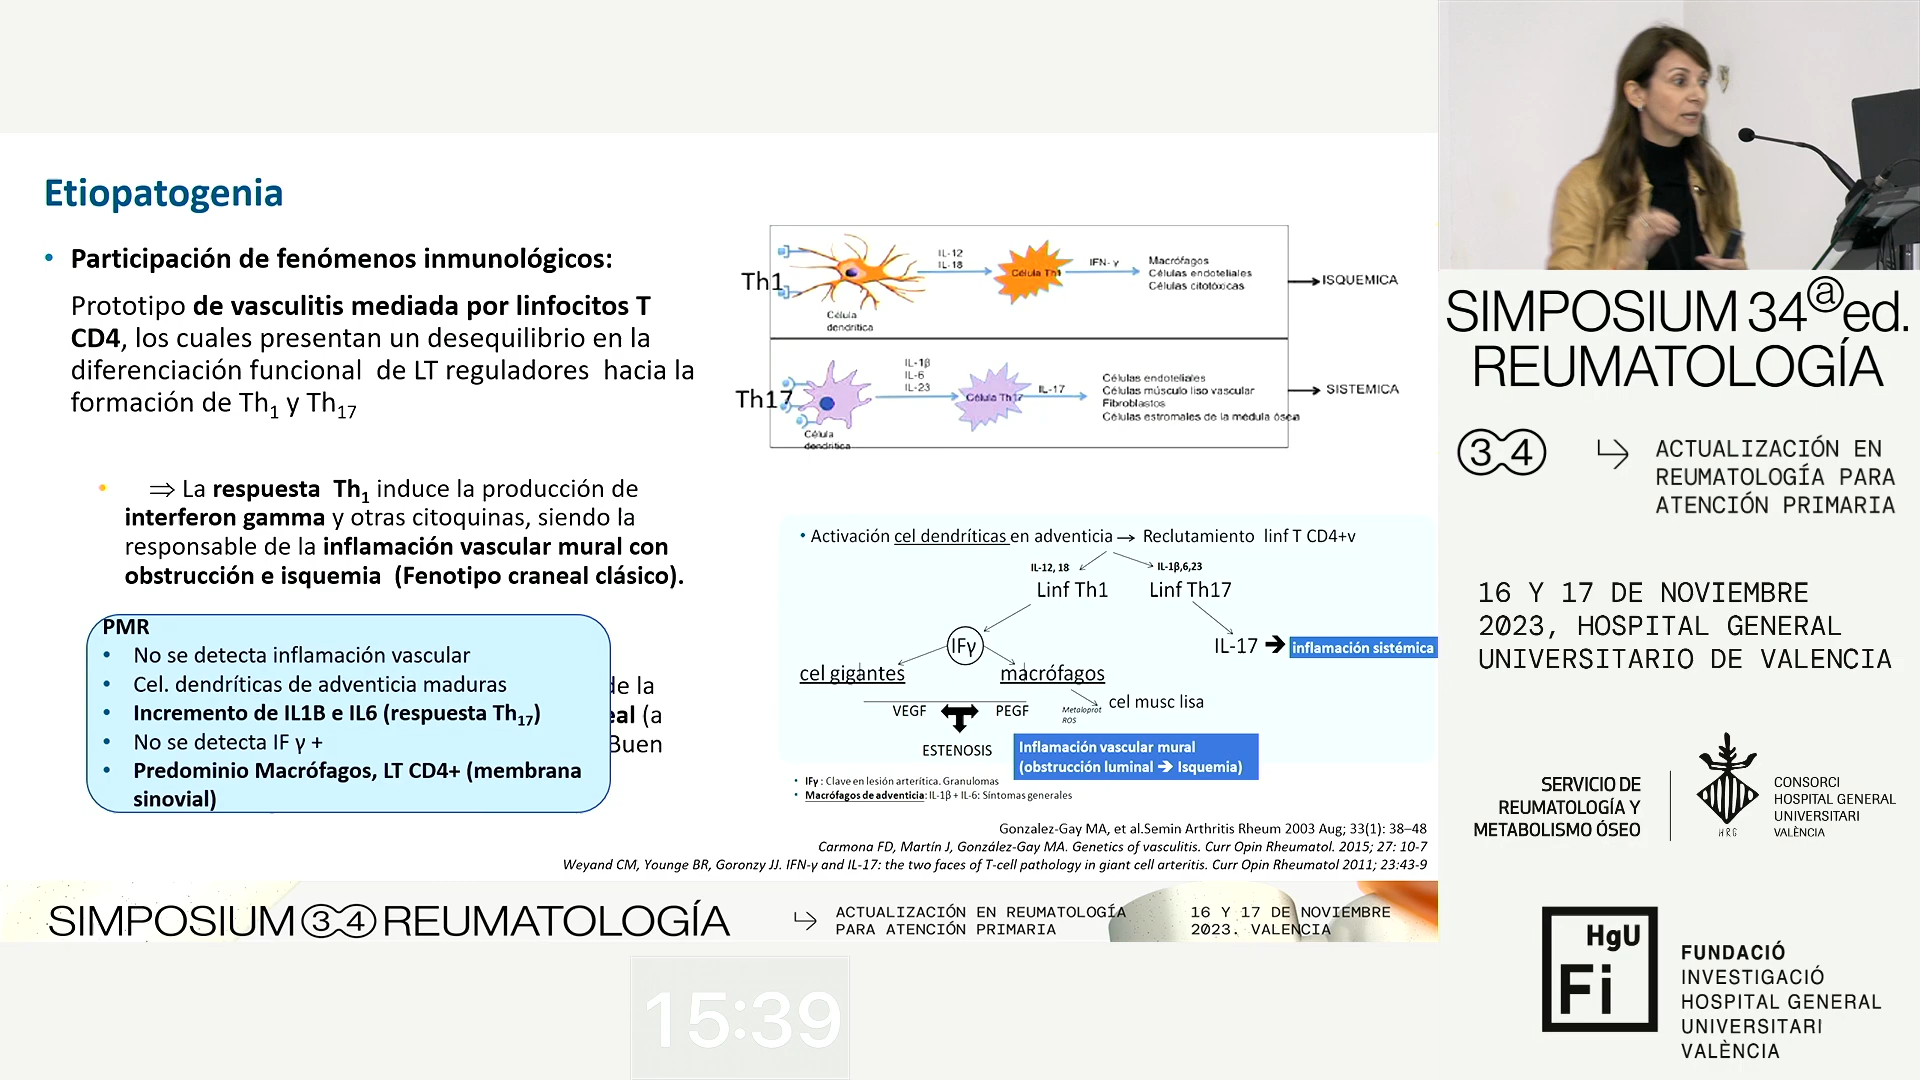 Etiopatogenia
• Participación de fenómenos inmunológicos:
Prototipo de vasculitis mediada por linfocitos T
CD4, los cuales presentan un desequilibrio en la
diferenciación funcional de LT reguladores hacia la
formación de Th1 y Th17
• ⇒ La respuesta Th1 induce la producción de
interferon gamma y otras citoquinas, siendo la
responsable de la inflamación vascular mural con
obstrucción e isquemia (Fenotipo craneal clásico).
PMR
• No se detecta inflamación vascular
• Cel. dendríticas de adventicia maduras
• Incremento de IL1B e IL6 (respuesta Th17)
• No se detecta IF γ +
• Predominio Macrófagos, LT CD4+ (membrana
sinovial)
de la
eal (a
Buen
Th1
Célula
dendrítica
IL-12
IL-18
Célula Th1
IFN- γ
Macrófagos
Células endoteliales
Células citotóxicas
ISQUEMICA
Th17
Célula
dendrítica
IL-1β
IL-6
IL-23
Célula Th17
IL-17
Células endoteliales
Células músculo liso vascular
Fibroblastos
Células estromales de la médula ósea
SISTEMICA
• Activación cel dendríticas en adventicia → Reclutamiento linf T CD4+v
IL-12, 18
IL-1β,6,23
Linf Th1
Linf Th17
IFγ
IL-17 ➔ inflamación sistémica
cel gigantes
macrófagos
cel musc lisa
VEGF
PEGF
Metaloprot
ROS
ESTENOSIS
Inflamación vascular mural
(obstrucción luminal ➔ Isquemia)
• IFγ : Clave en lesión arterítica. Granulomas
• Macrófagos de adventicia: IL-1β + IL-6: Síntomas generales
Gonzalez-Gay MA, et al.Semin Arthritis Rheum 2003 Aug; 33(1): 38–48
Carmona FD, Martín J, González-Gay MA. Genetics of vasculitis. Curr Opin Rheumatol. 2015; 27: 10-7
Weyand CM, Younge BR, Goronzy JJ. IFN-γ and IL-17: the two faces of T-cell pathology in giant cell arteritis. Curr Opin Rheumatol 2011; 23:43-9
SIMPOSIUM 34 REUMATOLOGÍA
ACTUALIZACIÓN EN REUMATOLOGÍA
PARA ATENCIÓN PRIMARIA
16 Y 17 DE NOVIEMBRE
2023. VALENCIA
15:39
SIMPOSIUM 34ⓐed.
REUMATOLOGÍA
34
ACTUALIZACIÓN EN
REUMATOLOGÍA PARA
ATENCIÓN PRIMARIA
16 Y 17 DE NOVIEMBRE
2023, HOSPITAL GENERAL
UNIVERSITARIO DE VALENCIA
SERVICIO DE
REUMATOLOGÍA Y
METABOLISMO ÓSEO
HRG
CONSORCI
HOSPITAL GENERAL
UNIVERSITARI
VALÈNCIA
HgU
Fi
FUNDACIÓ
INVESTIGACIÓ
HOSPITAL GENERAL
UNIVERSITARI
VALÈNCIA